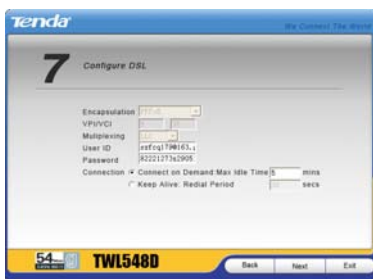 Tenda
We Connect The World
7 Configure DSL
Encapsulation
VPI/VCI
Multiplexing
User ID
Password 82221273s2905
Connection Connect on Demand Max Idle Time 5 mins
Keep Alive: Redial Period secs
54 TWL548D Back Next Exit